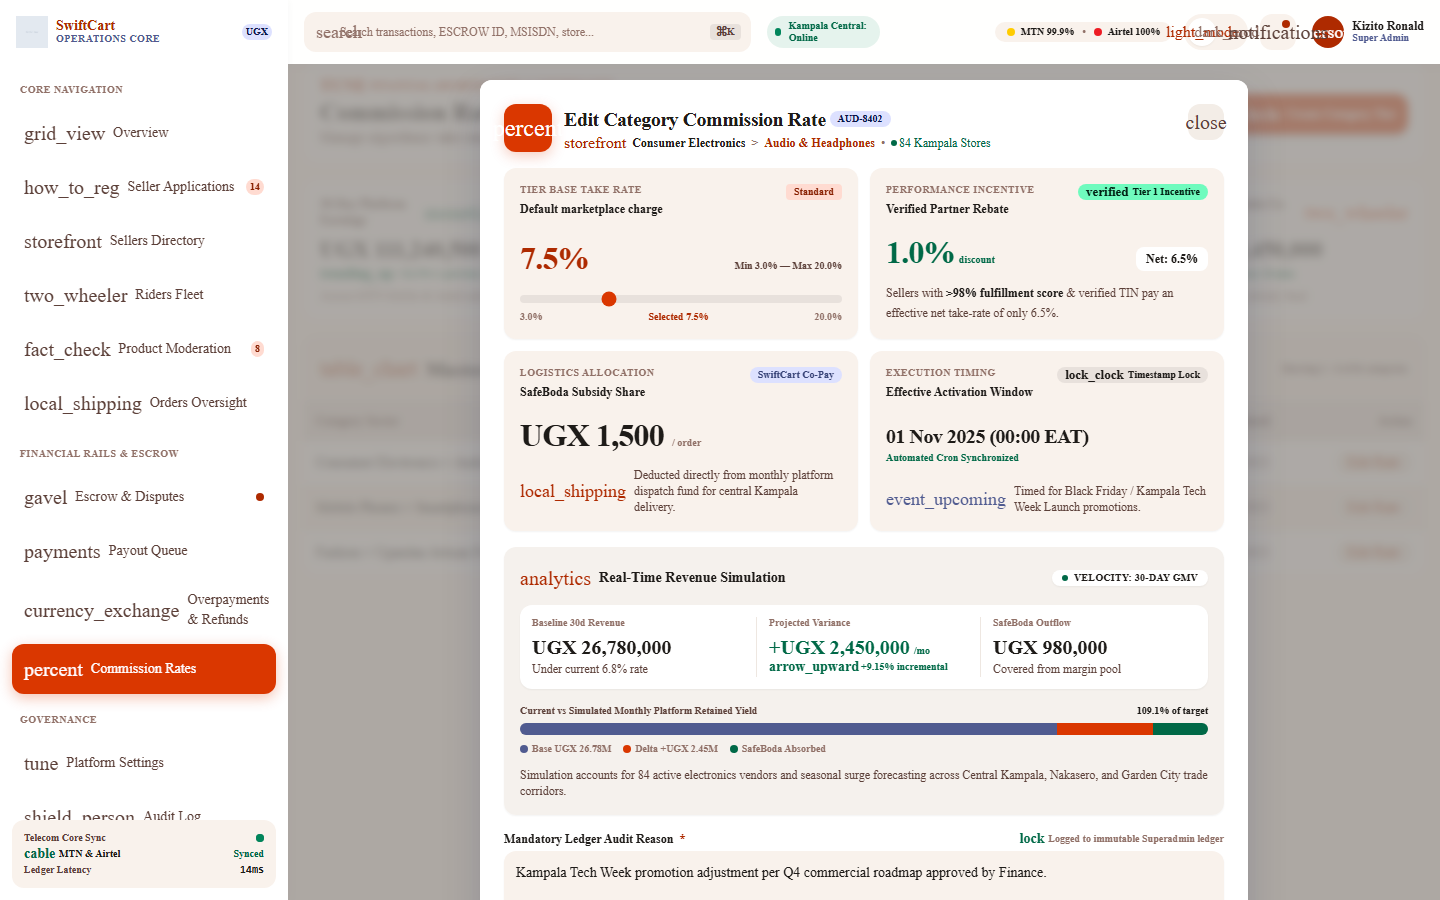 SwiftCart
OPERATIONS CORE
UGX
search
Search transactions, ESCROW ID, MSISDN, store...
⌘K
Kampala Central:
Online
MTN 99.9% • Airtel 100%
light_mode
notifications
Kizito Ronald
Super Admin
CORE NAVIGATION
grid_view Overview
how_to_reg Seller Applications 14
storefront Sellers Directory
two_wheeler Riders Fleet
fact_check Product Moderation 8
local_shipping Orders Oversight
FINANCIAL RAILS & ESCROW
gavel Escrow & Disputes
payments Payout Queue
currency_exchange Overpayments
& Refunds
percent Commission Rates
GOVERNANCE
tune Platform Settings
shield_person Audit Log
Telecom Core Sync
cable MTN & Airtel Synced
Ledger Latency 14ms
percent
Edit Category Commission Rate AUD-8402
storefront Consumer Electronics > Audio & Headphones • 84 Kampala Stores
close
TIER BASE TAKE RATE
Standard
Default marketplace charge
7.5%
Min 3.0% — Max 20.0%
3.0% Selected 7.5% 20.0%
PERFORMANCE INCENTIVE
verified Tier 1 Incentive
Verified Partner Rebate
1.0% discount
Net: 6.5%
Sellers with >98% fulfillment score & verified TIN pay an
effective net take-rate of only 6.5%.
LOGISTICS ALLOCATION
SwiftCart Co-Pay
SafeBoda Subsidy Share
UGX 1,500 / order
local_shipping
Deducted directly from monthly platform
dispatch fund for central Kampala
delivery.
EXECUTION TIMING
lock_clock Timestamp Lock
Effective Activation Window
01 Nov 2025 (00:00 EAT)
Automated Cron Synchronized
event_upcoming
Timed for Black Friday / Kampala Tech
Week Launch promotions.
analytics Real-Time Revenue Simulation
VELOCITY: 30-DAY GMV
Baseline 30d Revenue
UGX 26,780,000
Under current 6.8% rate
Projected Variance
+UGX 2,450,000 /mo
arrow_upward +9.15% incremental
SafeBoda Outflow
UGX 980,000
Covered from margin pool
Current vs Simulated Monthly Platform Retained Yield 109.1% of target
Base UGX 26.78M Delta +UGX 2.45M SafeBoda Absorbed
Simulation accounts for 84 active electronics vendors and seasonal surge forecasting across Central Kampala, Nakasero, and Garden City trade
corridors.
Mandatory Ledger Audit Reason *
lock Logged to immutable Superadmin ledger
Kampala Tech Week promotion adjustment per Q4 commercial roadmap approved by Finance.